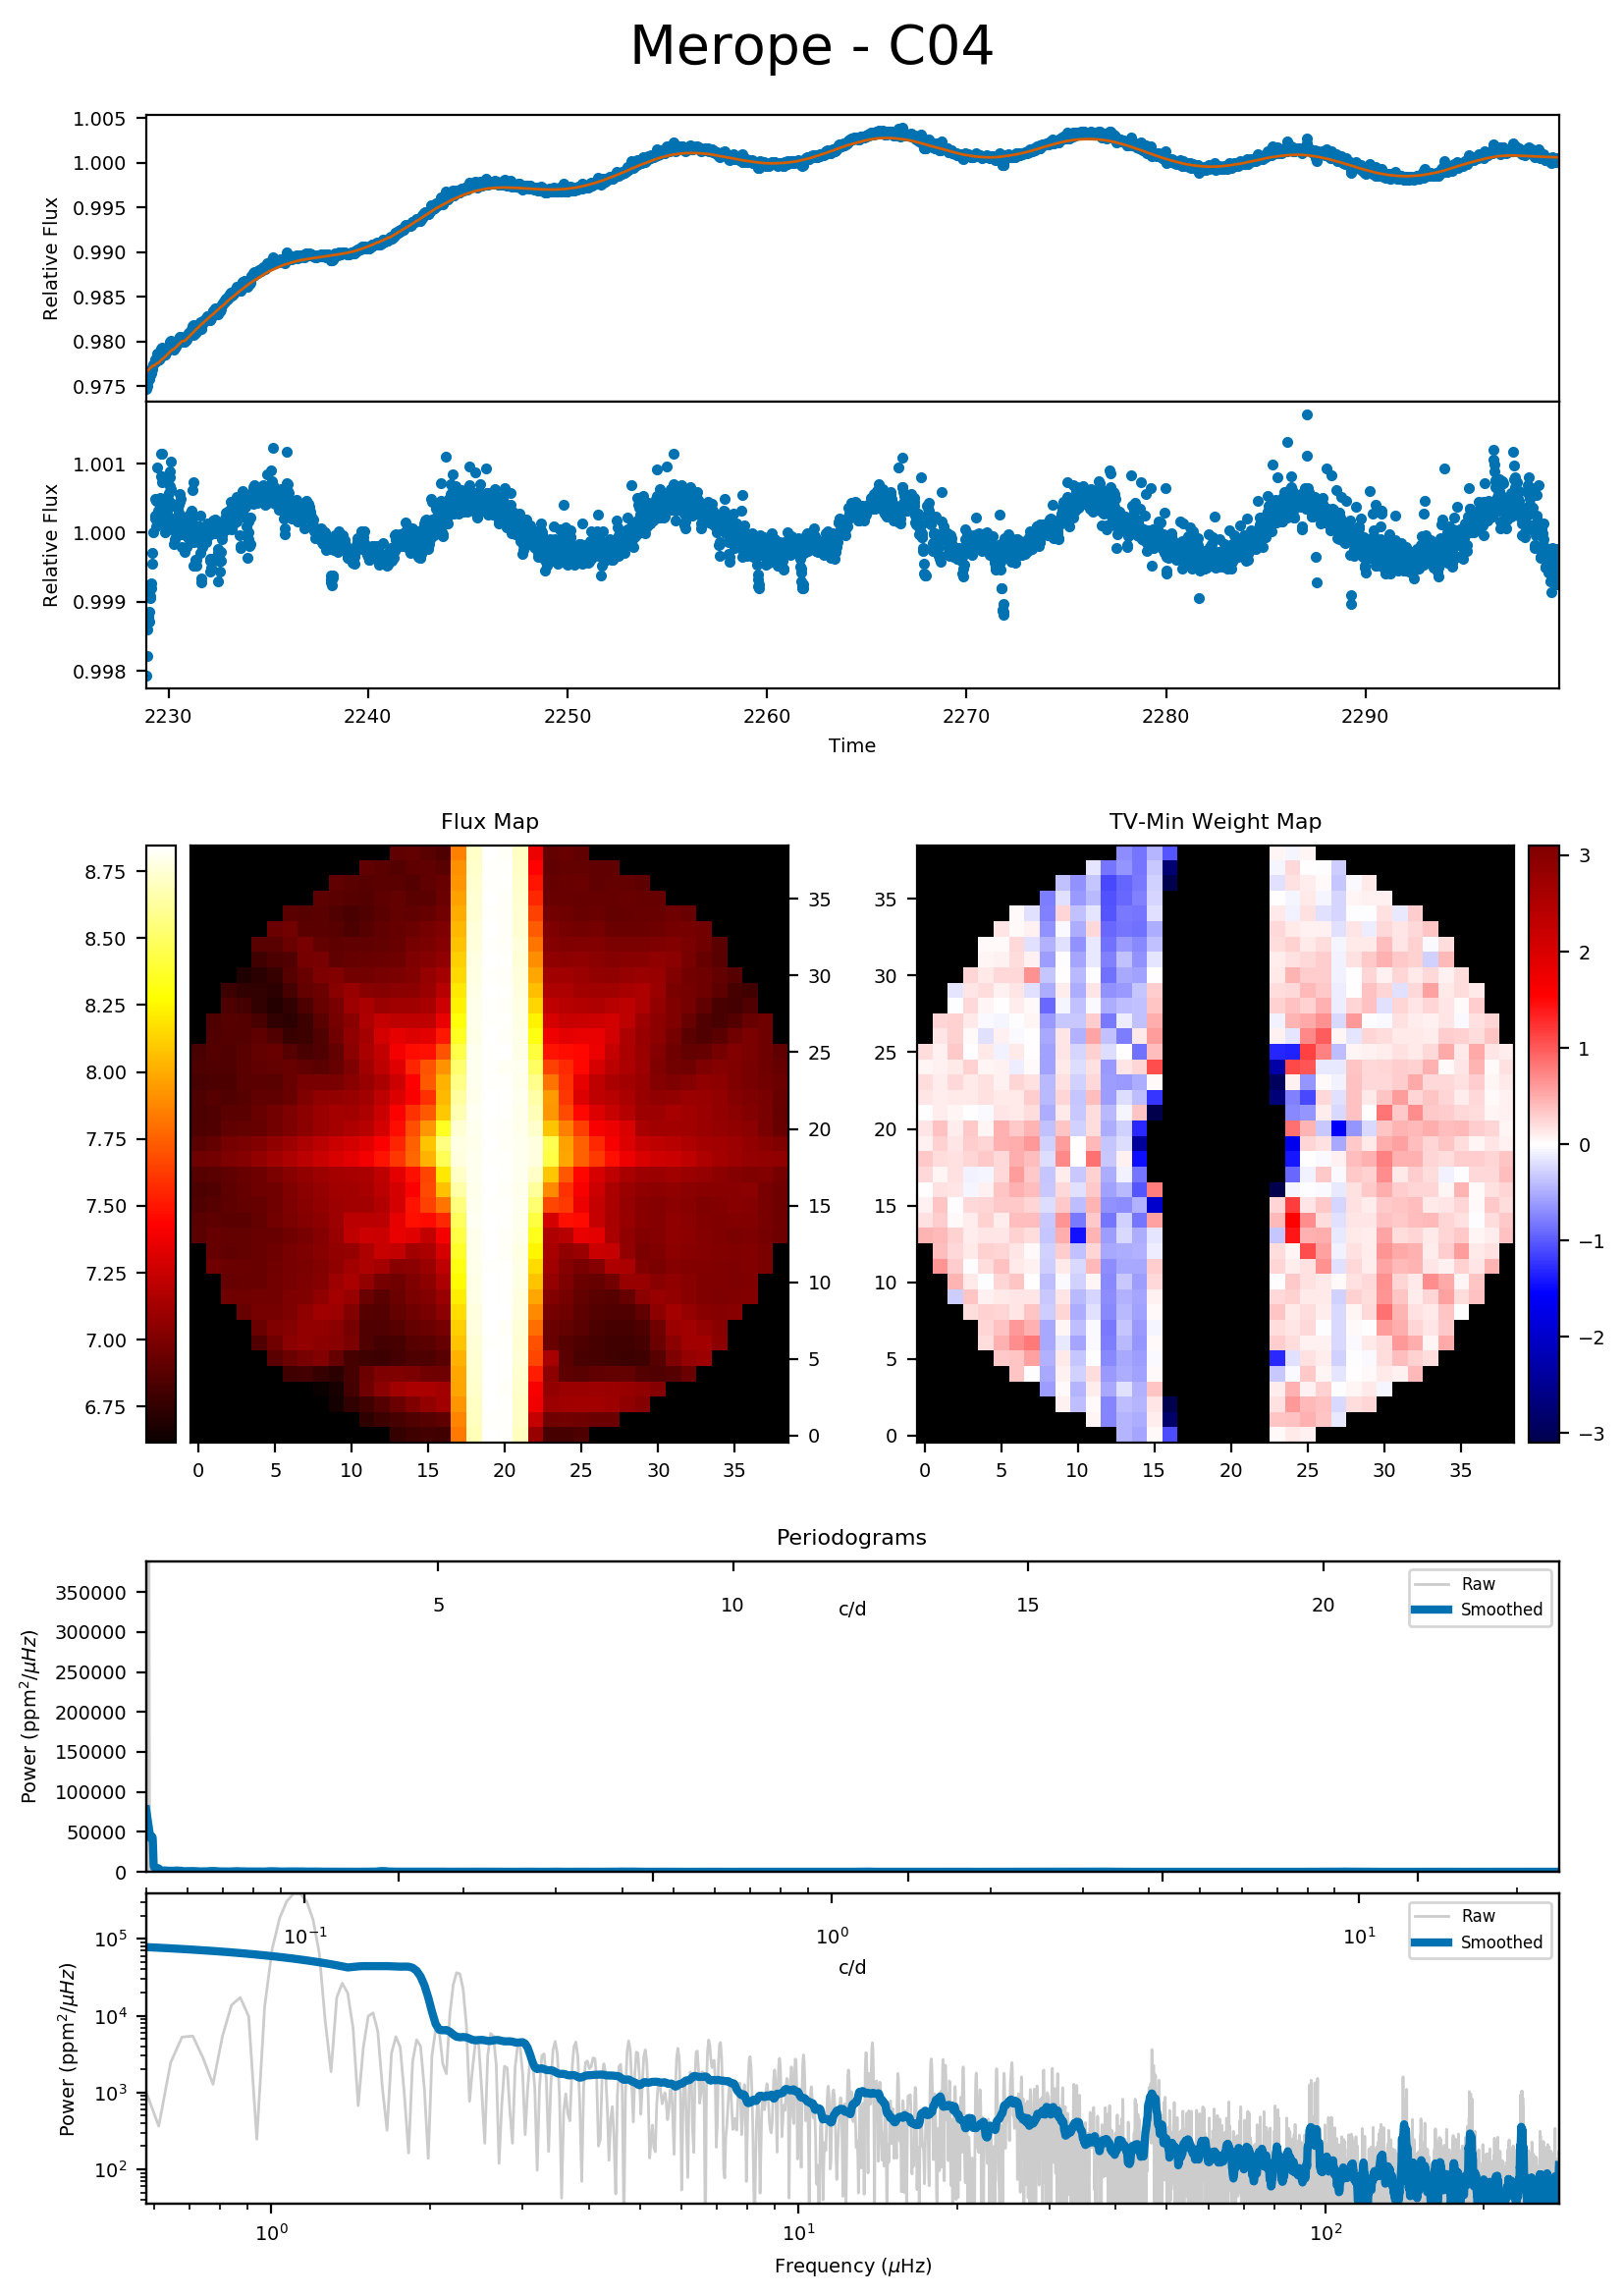 Merope - C04
1.005
1.000
0.995
0.990
0.985
0.980
0.975
Relative Flux
1.001
1.000
0.999
0.998
Relative Flux
2230 2240 2250 2260 2270 2280 2290
Time
Flux Map
8.75
8.50
8.25
8.00
7.75
7.50
7.25
7.00
6.75
35
30
25
20
15
10
5
0
0 5 10 15 20 25 30 35
TV-Min Weight Map
35
30
25
20
15
10
5
0
0 5 10 15 20 25 30 35
3
2
1
0
−1
−2
−3
Periodograms
350000
300000
250000
200000
150000
100000
50000
0
Power (ppm²/μHz)
5 10 15 20
c/d
Raw
Smoothed
10⁵
10⁴
10³
10²
Power (ppm²/μHz)
10⁻¹ 10⁰ 10¹
c/d
Raw
Smoothed
10⁰ 10¹ 10²
Frequency (μHz)